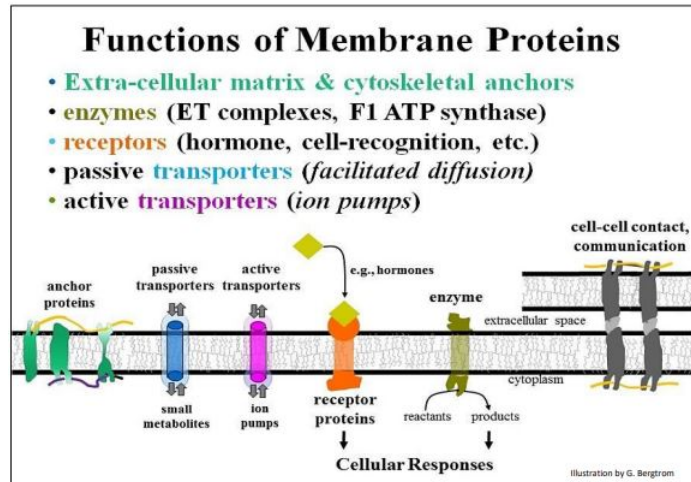 Functions of Membrane Proteins
• Extra-cellular matrix & cytoskeletal anchors
• enzymes (ET complexes, F1 ATP synthase)
• receptors (hormone, cell-recognition, etc.)
• passive transporters (facilitated diffusion)
• active transporters (ion pumps)
cell-cell contact,
communication
anchor
proteins
passive
transporters
active
transporters
e.g., hormones
enzyme
extracellular space
cytoplasm
small
metabolites
ion
pumps
receptor
proteins
reactants
products
Cellular Responses
Illustration by G. Bergtrom